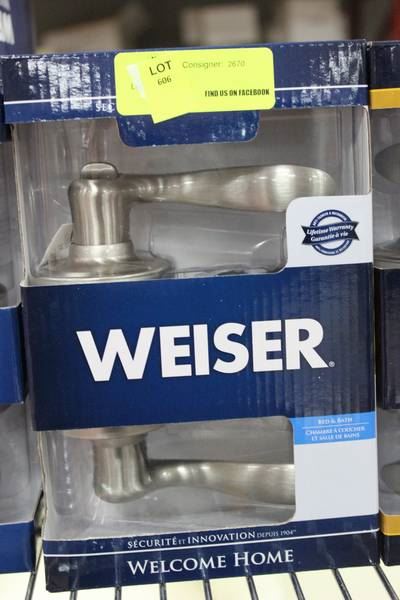 LOT
606
Consigner: 2670
FIND US ON FACEBOOK
Lifetime Warranty
Garantie à vie
WEISER®
BED & BATH
CHAMBRE À COUCHER
ET SALLE DE BAINS
SÉCURITÉ ET INNOVATION DEPUIS 1904
WELCOME HOME